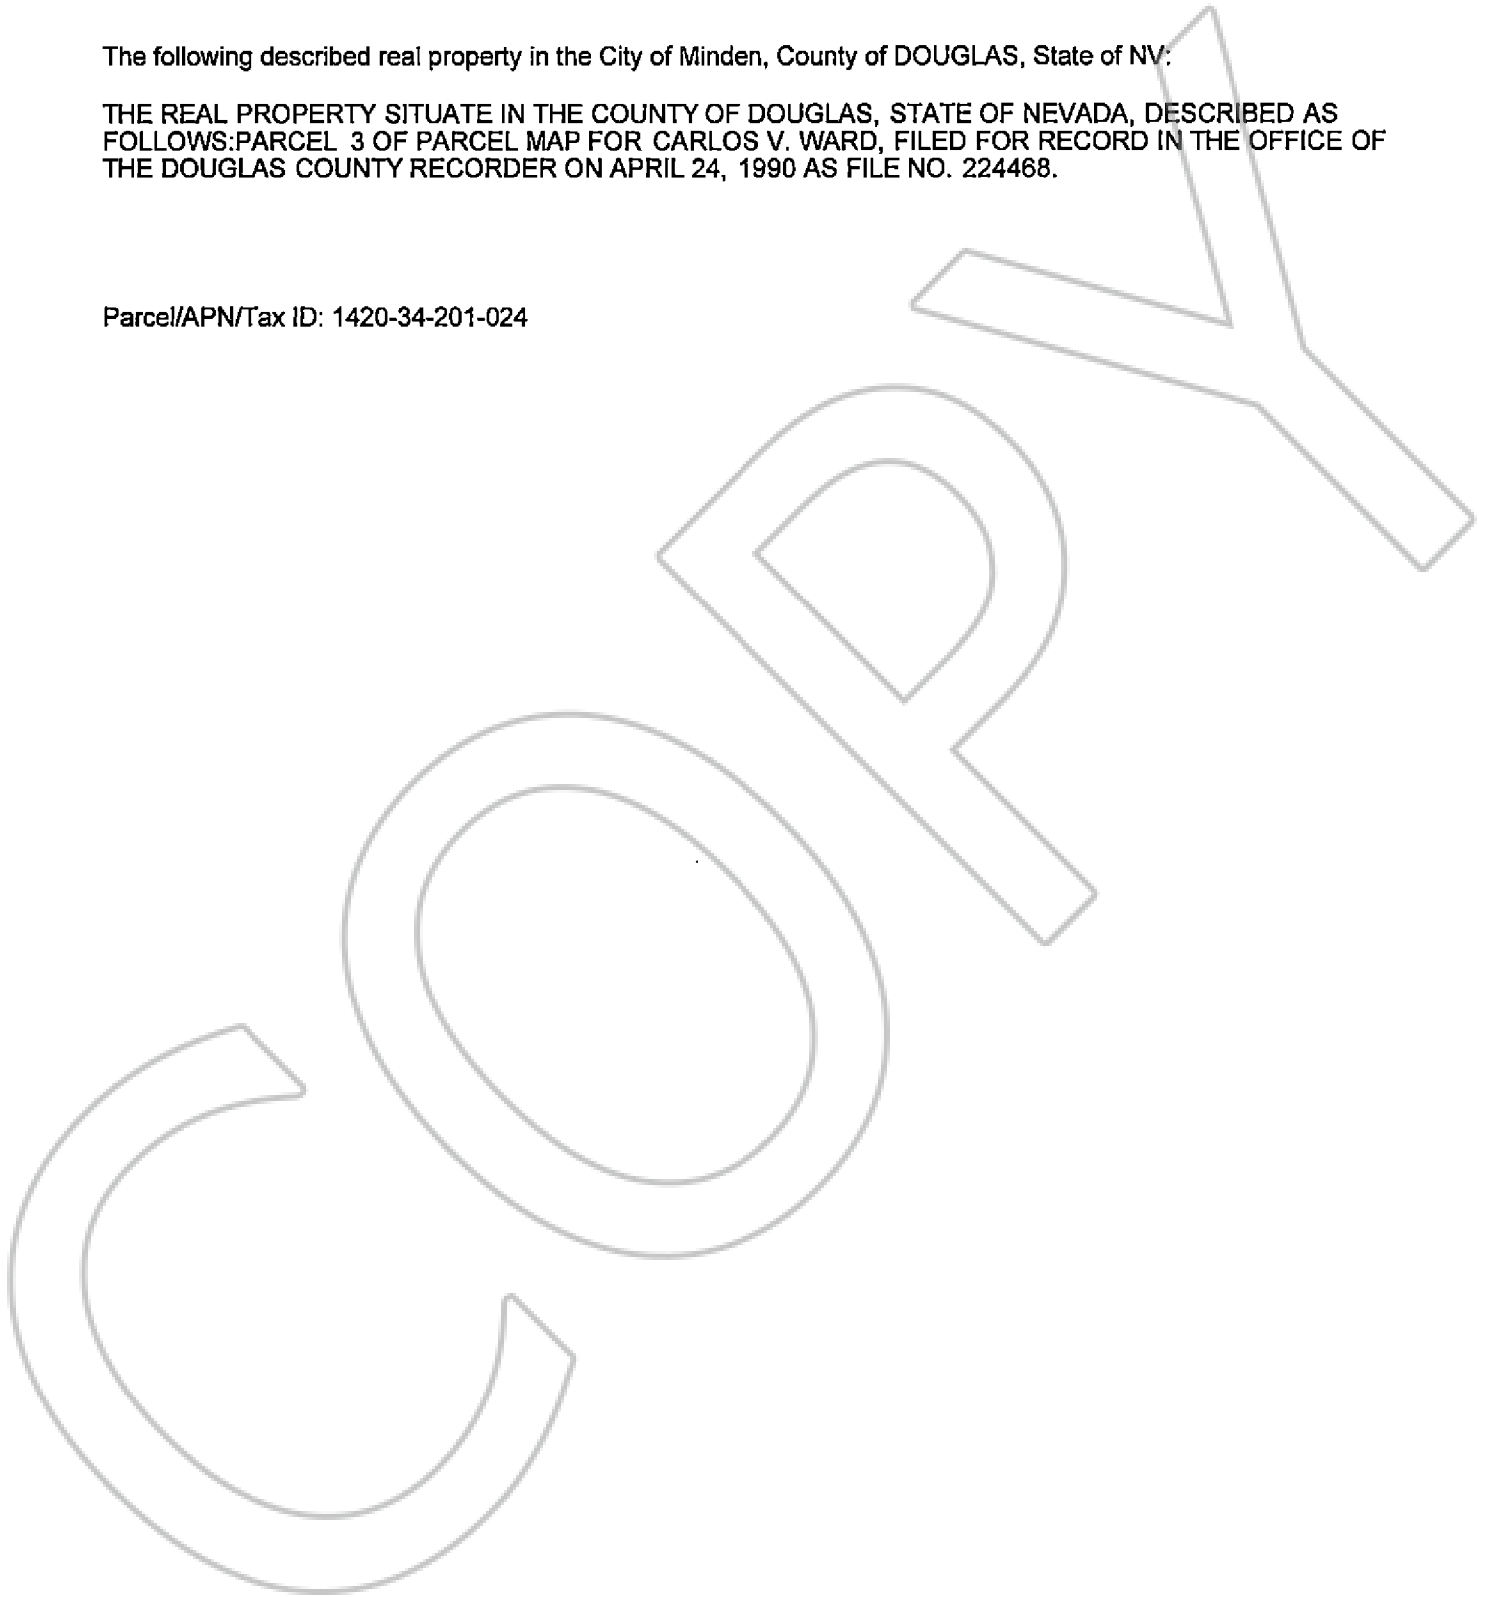 The following described real property in the City of Minden, County of DOUGLAS, State of NV:
THE REAL PROPERTY SITUATE IN THE COUNTY OF DOUGLAS, STATE OF NEVADA, DESCRIBED AS
FOLLOWS:PARCEL 3 OF PARCEL MAP FOR CARLOS V. WARD, FILED FOR RECORD IN THE OFFICE OF
THE DOUGLAS COUNTY RECORDER ON APRIL 24, 1990 AS FILE NO. 224468.
Parcel/APN/Tax ID: 1420-34-201-024
COPY